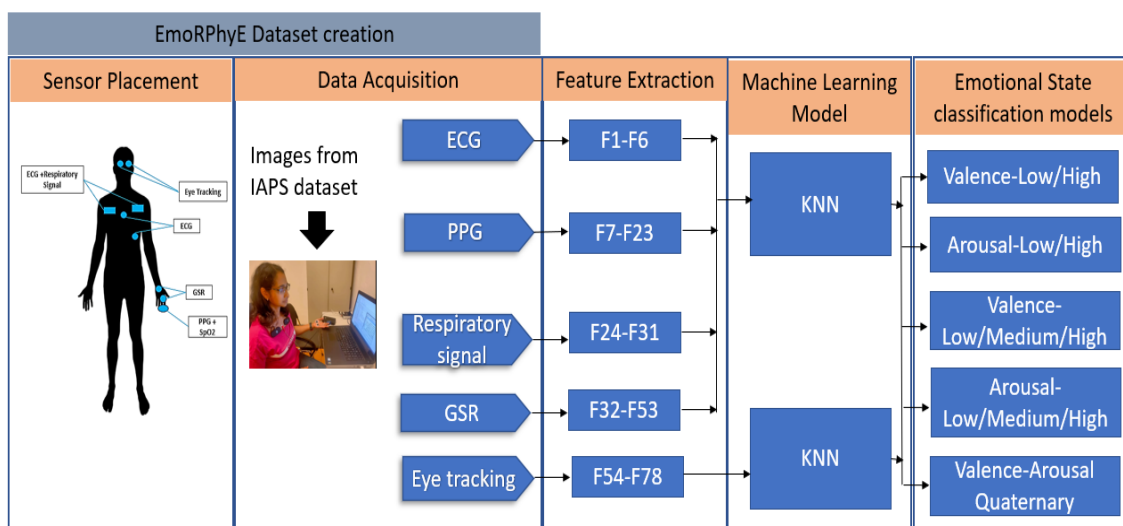 EmoRPhyE Dataset creation
Sensor Placement
Data Acquisition
Feature Extraction
Machine Learning
Model
Emotional State
classification models
ECG +Respiratory
Signal
Eye Tracking
ECG
GSR
PPG +
SpO2
Images from
IAPS dataset
ECG
PPG
Respiratory
signal
GSR
Eye tracking
F1-F6
F7-F23
F24-F31
F32-F53
F54-F78
KNN
KNN
Valence-Low/High
Arousal-Low/High
Valence-
Low/Medium/High
Arousal-
Low/Medium/High
Valence-Arousal
Quaternary